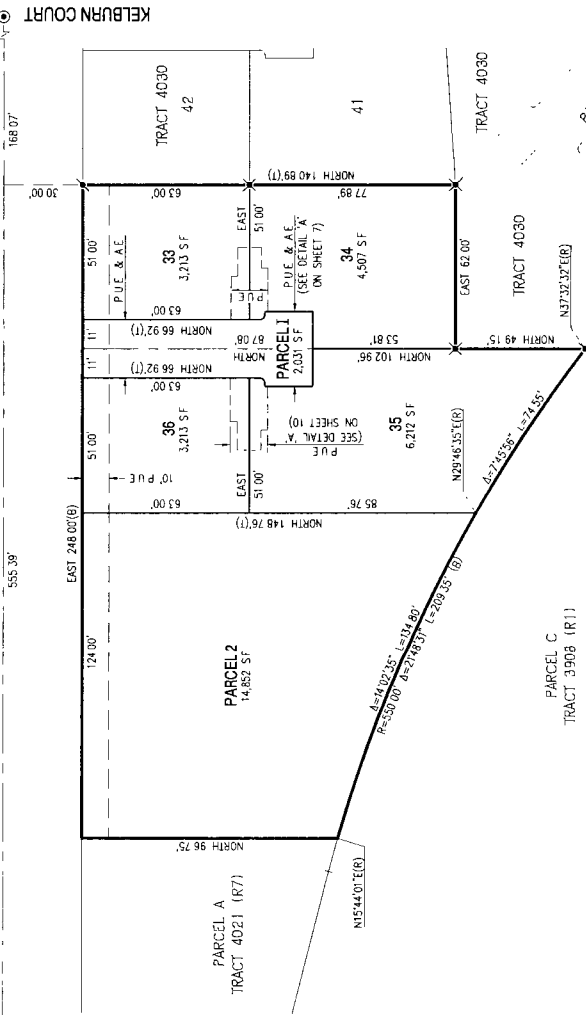 KELBURN COURT
168.07'
555.39'
30.00'
EAST 248.00'(B)
124.00'
51.00'
11'
11'
51.00'
10' P U E
P U E & A E
TRACT 4030
42
41
TRACT 4030
TRACT 4030
36
3,213 S F
33
3,213 S F
63.00'
63.00'
63.00'
63.00'
63.00'
NORTH 66.92'(T)
NORTH 66.92'(T)
NORTH
87.08'
NORTH 140.89'(T)
77.89'
EAST
51.00'
EAST
51.00'
P U E
P U E & A E
(SEE DETAIL 'A'
ON SHEET 7)
34
4,507 S F
PARCEL 1
2,031 S F
P U E
(SEE DETAIL 'A'
ON SHEET 10)
35
6,212 S F
53.81'
NORTH 102.96'
EAST 62.00'
NORTH 49.15'
NORTH 148.76'(T)
85.76'
N37°32'32"E(R)
N29°46'35"E(R)
Δ=7°45'56" L=74.55'
PARCEL 2
14,852 S F
Δ=14°02'35" L=134.80'
R=550.00' Δ=21°48'31" L=209.35' (B)
NORTH 96.75'
N15°44'01"E(R)
PARCEL A
TRACT 4021 (R7)
PARCEL C
TRACT 3908 (R1)